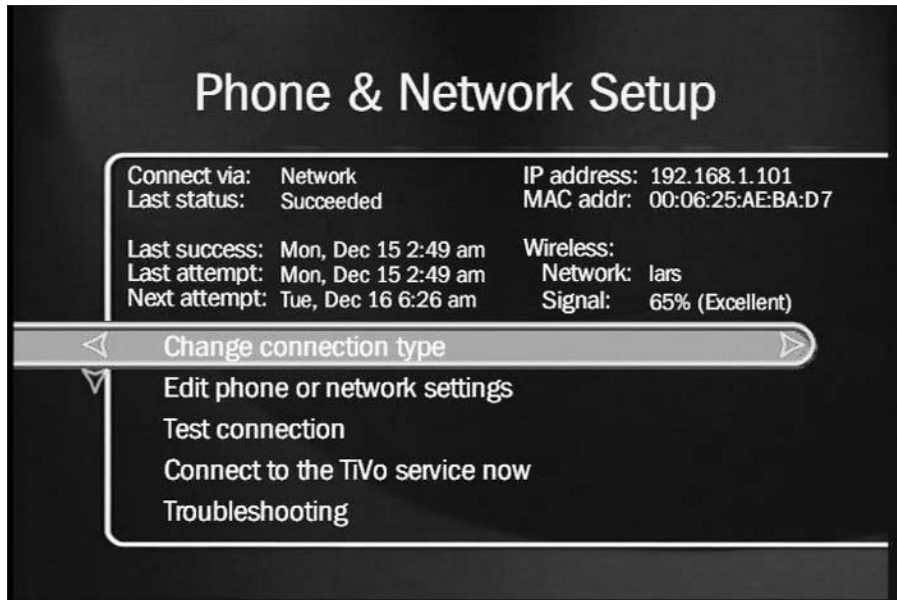 Phone & Network Setup
Connect via: Network IP address: 192.168.1.101
Last status: Succeeded MAC addr: 00:06:25:AE:BA:D7
Last success: Mon, Dec 15 2:49 am Wireless:
Last attempt: Mon, Dec 15 2:49 am Network: lars
Next attempt: Tue, Dec 16 6:26 am Signal: 65% (Excellent)
Change connection type
Edit phone or network settings
Test connection
Connect to the TiVo service now
Troubleshooting